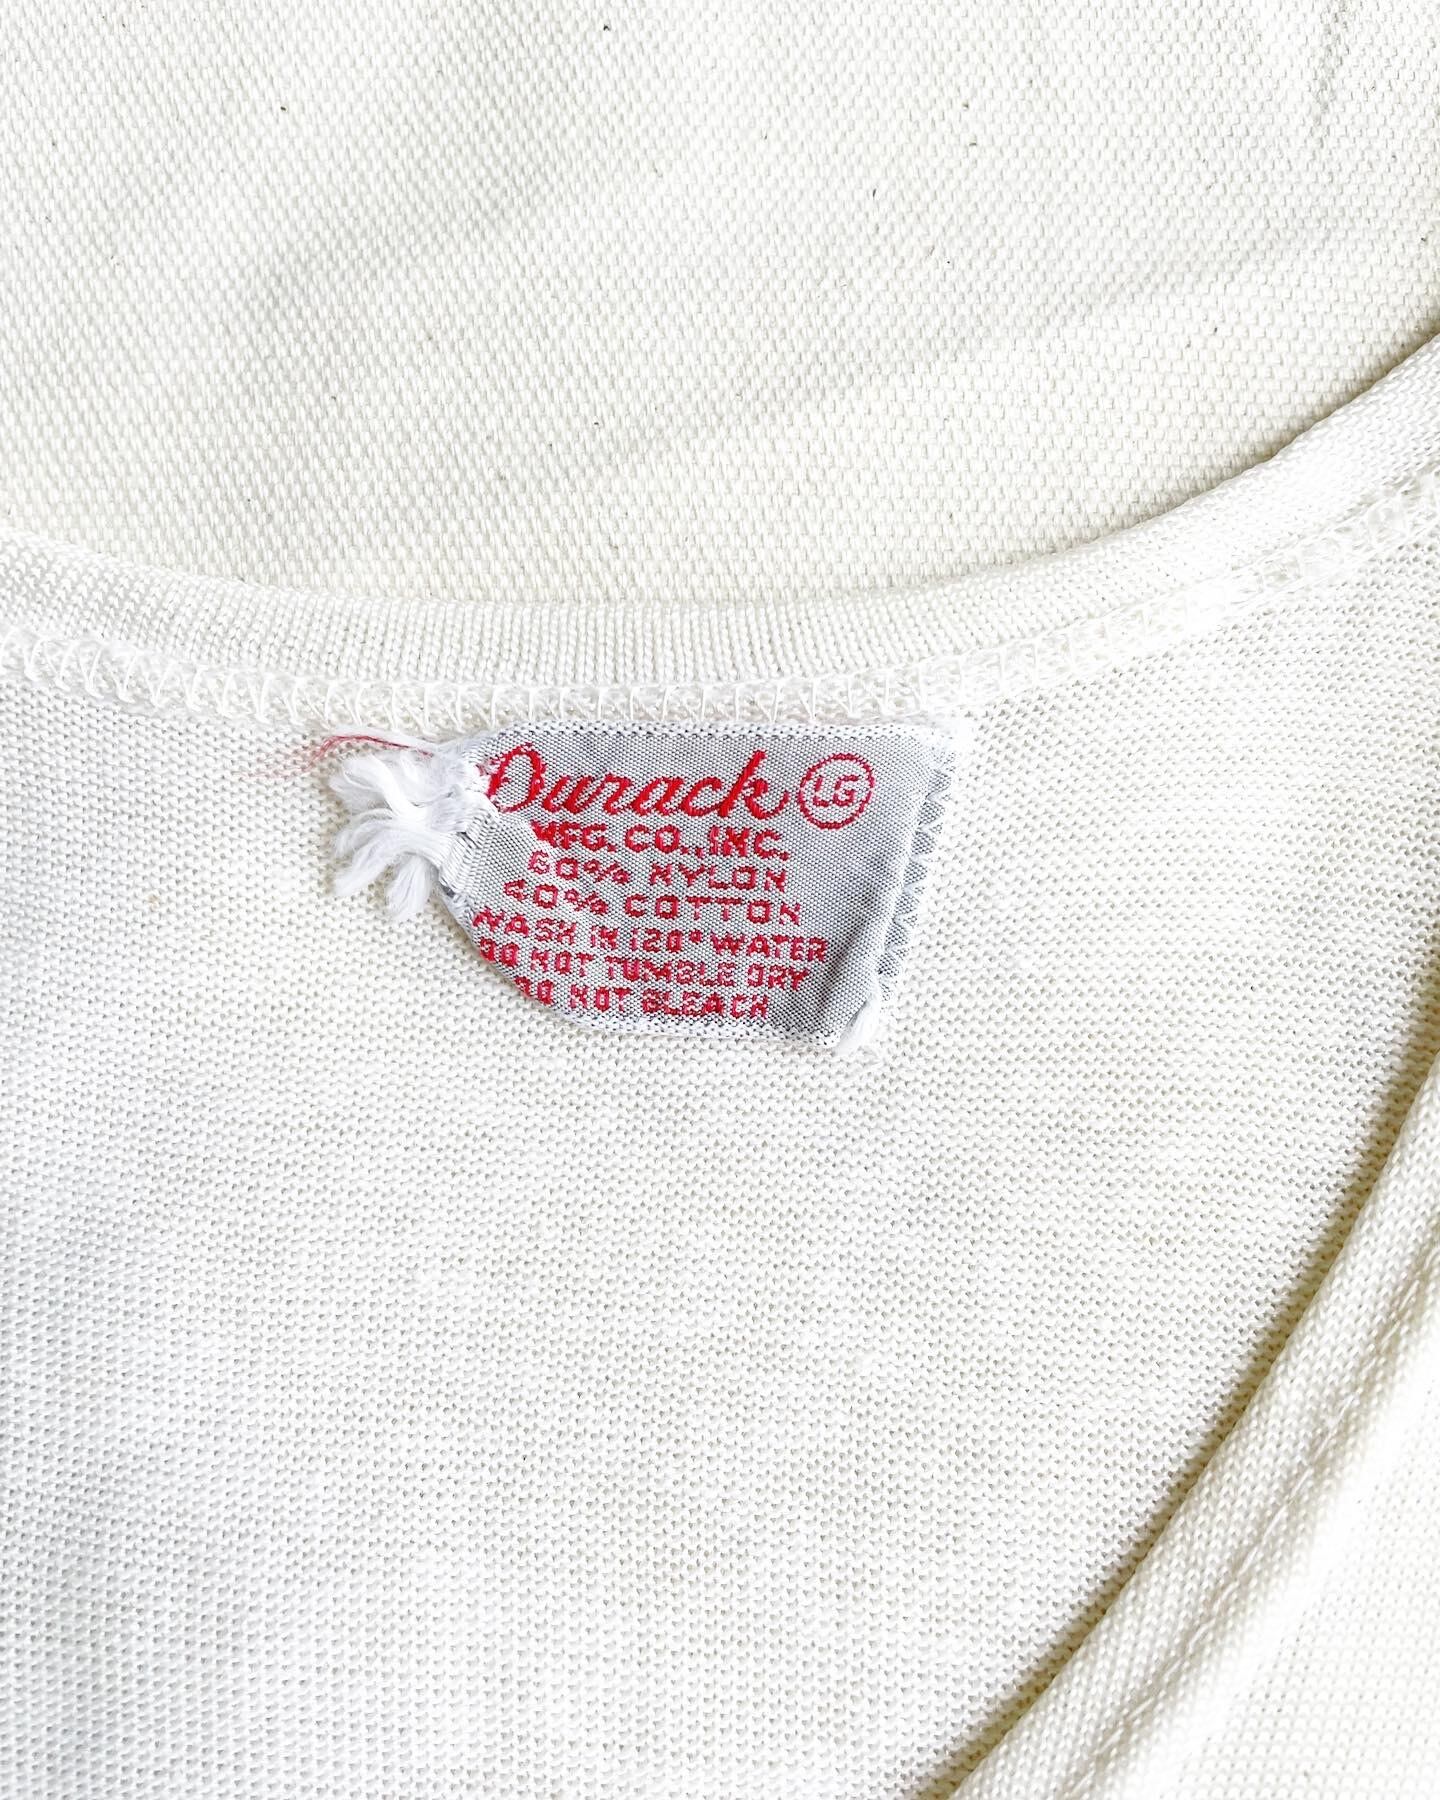 Durack LG
MFG. CO., INC.
60% NYLON
40% COTTON
WASH IN 120° WATER
DO NOT TUMBLE DRY
DO NOT BLEACH